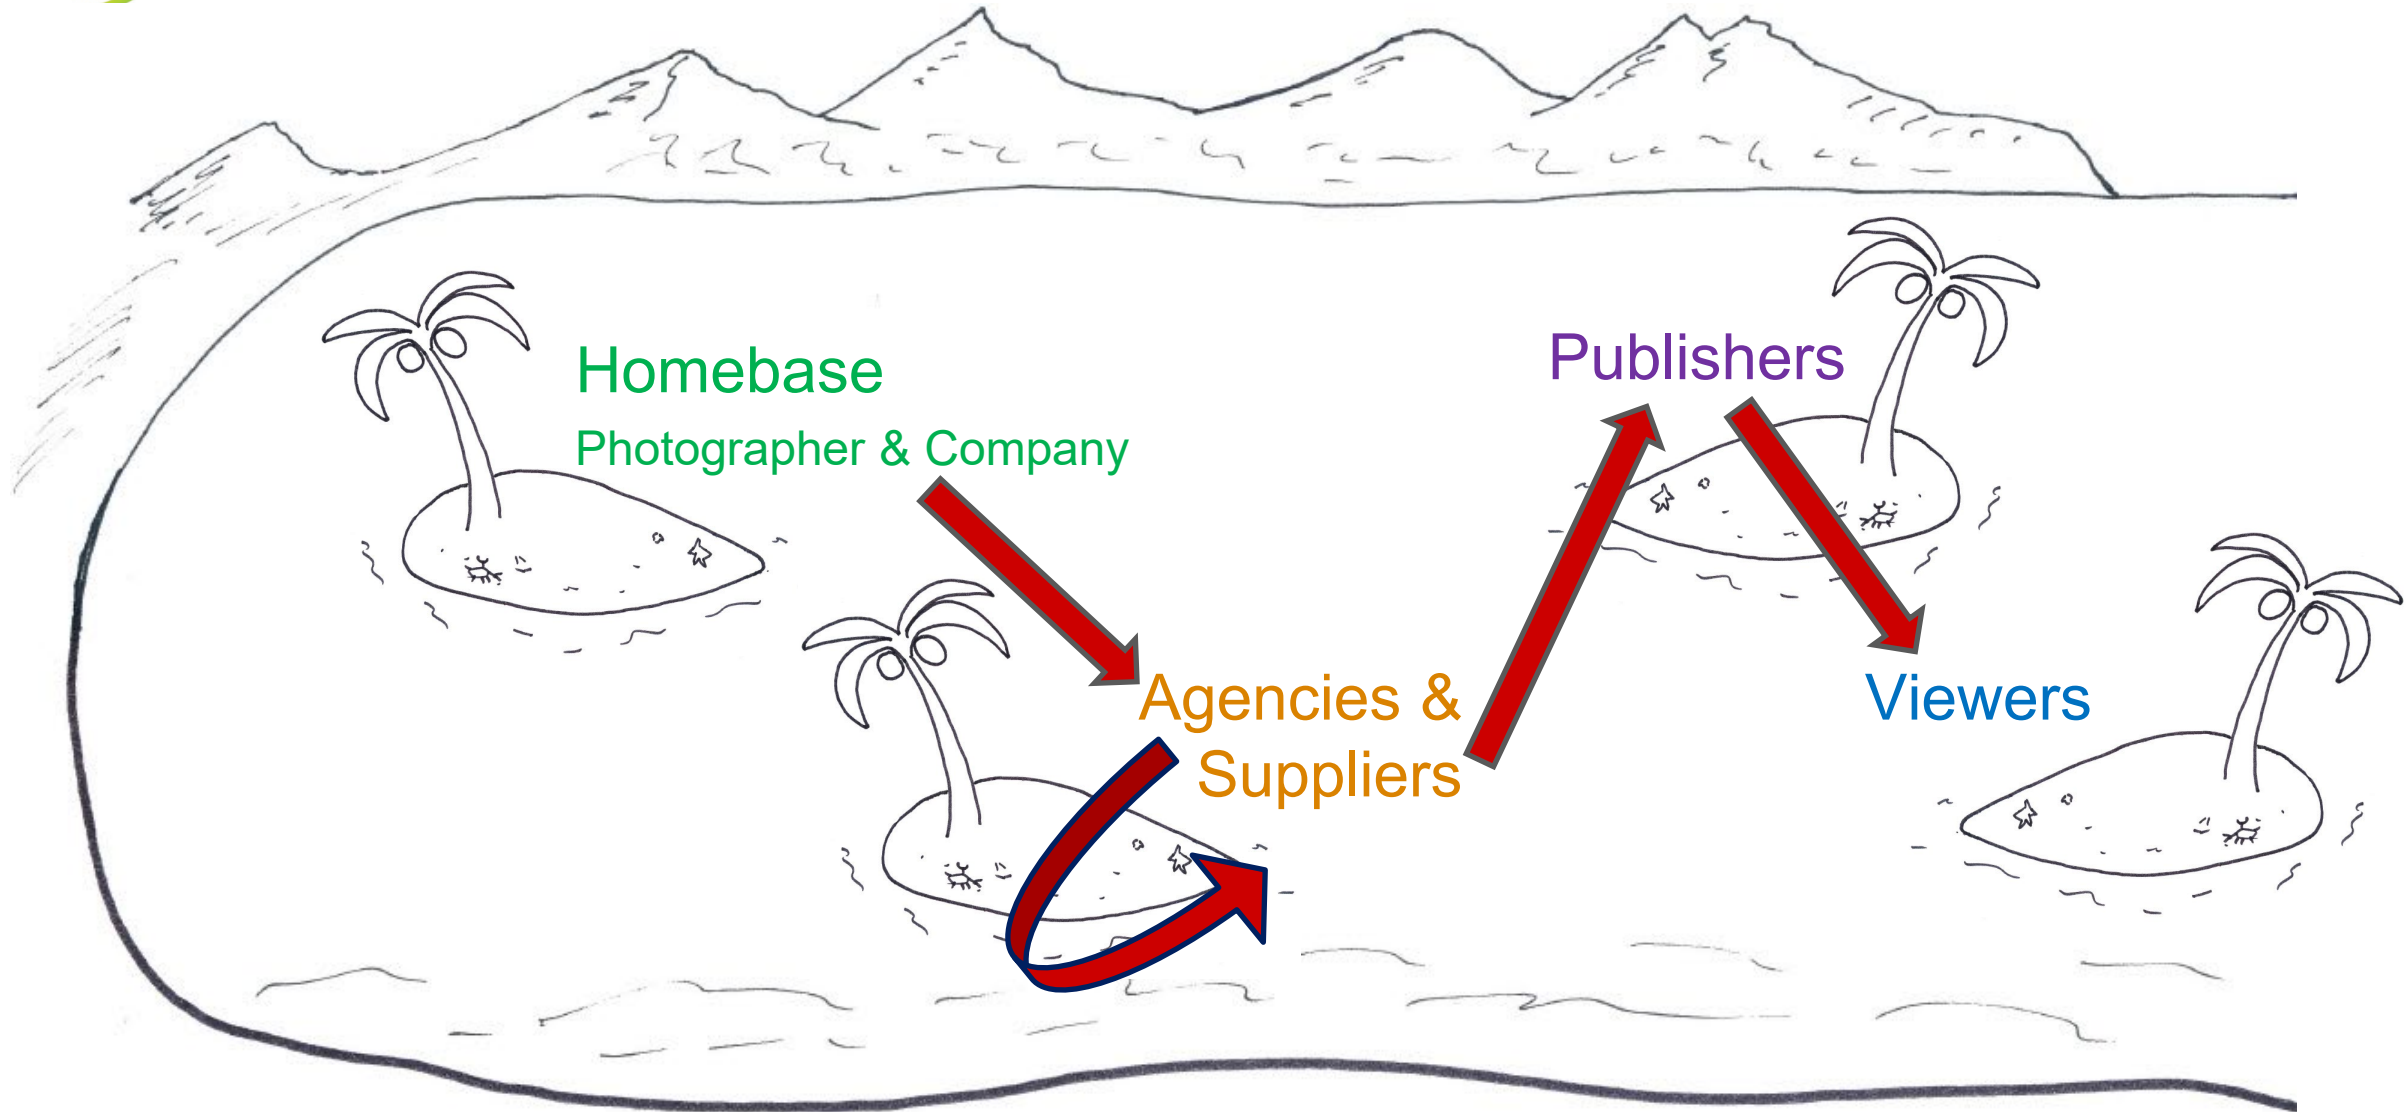 Homebase
Photographer & Company
Publishers
Agencies &
Suppliers
Viewers